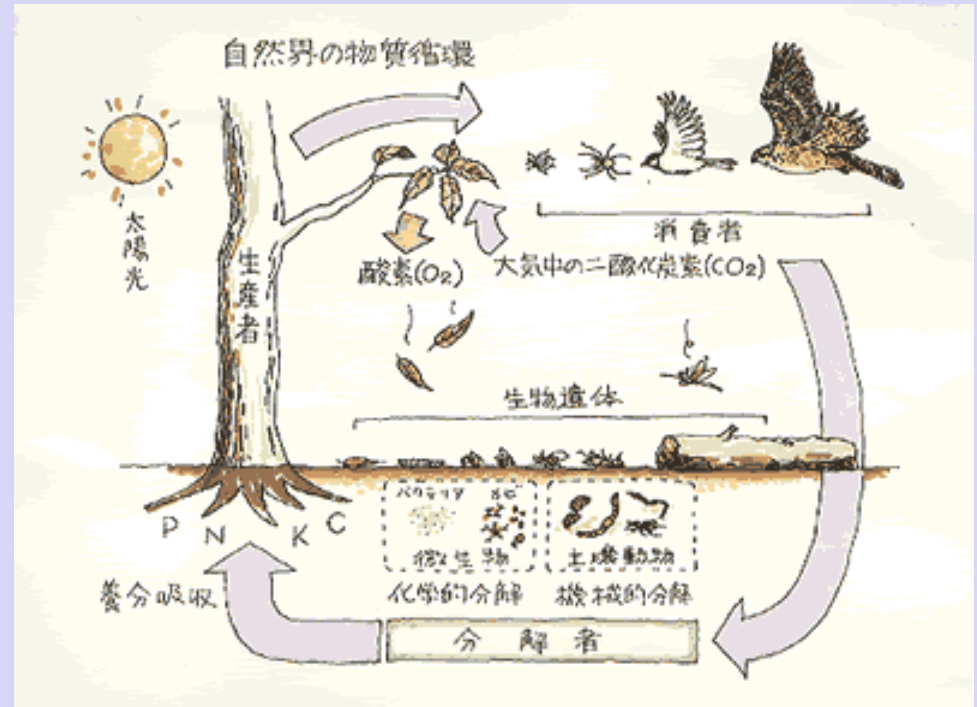 自然界の物質循環
太陽光
生産者
消費者
酸素(O₂)
大気中の二酸化炭素(CO₂)
生物遺体
P N K C
バクテリア
カビ
微生物
土壌動物
養分吸収
化学的分解
機械的分解
分解者